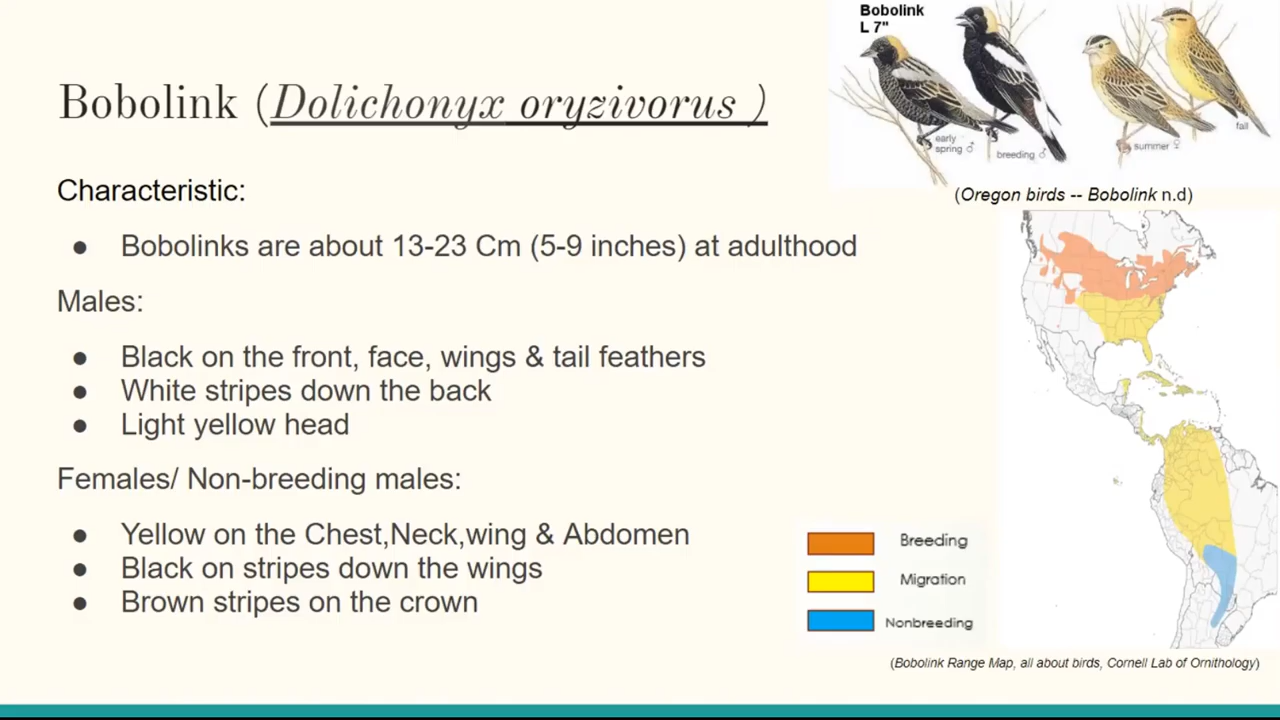 Bobolink
L 7"
Bobolink (Dolichonyx oryzivorus )
early
spring ♂
breeding ♂
summer ♀
fall
(Oregon birds -- Bobolink n.d)
Characteristic:
● Bobolinks are about 13-23 Cm (5-9 inches) at adulthood
Males:
● Black on the front, face, wings & tail feathers
● White stripes down the back
● Light yellow head
Females/ Non-breeding males:
● Yellow on the Chest,Neck,wing & Abdomen
● Black on stripes down the wings
● Brown stripes on the crown
Breeding
Migration
Nonbreeding
(Bobolink Range Map, all about birds, Cornell Lab of Ornithology)